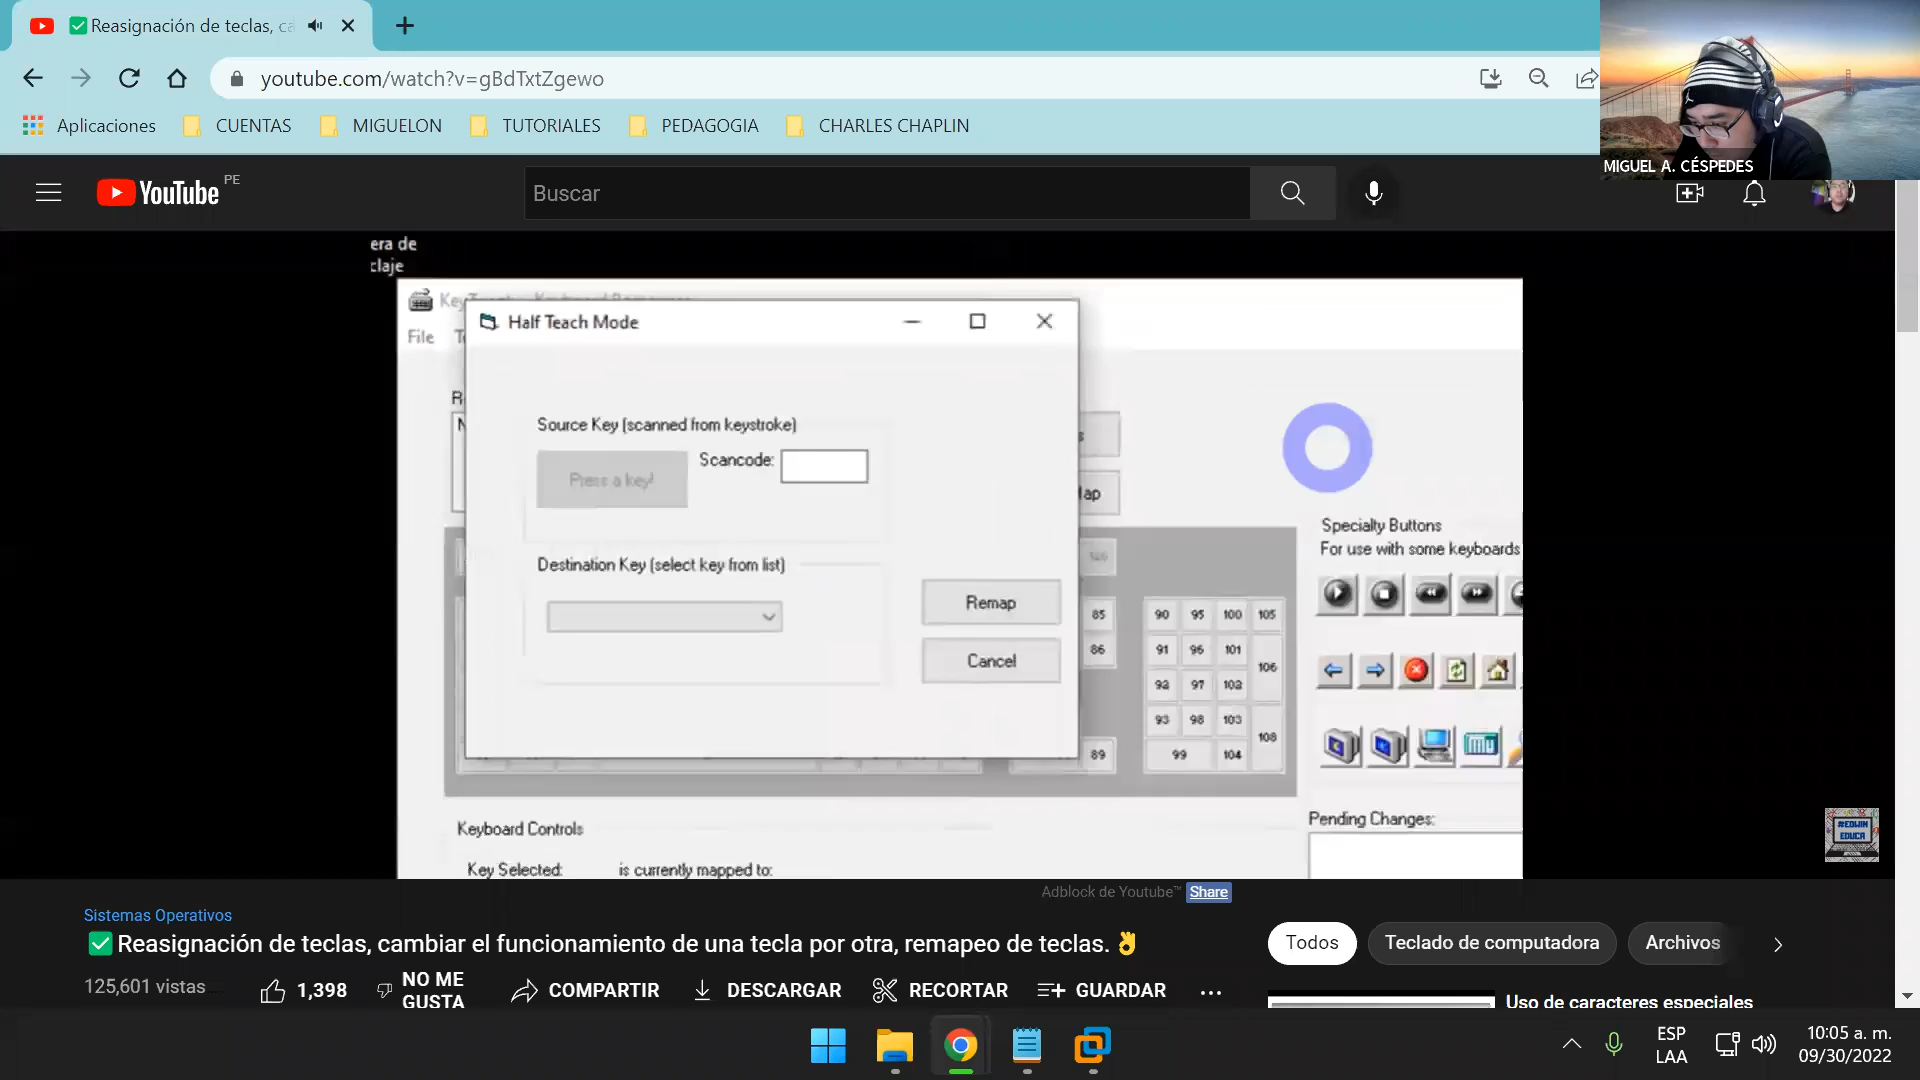 Reasignación de teclas, ca
youtube.com/watch?v=gBdTxtZgewo
Aplicaciones
CUENTAS
MIGUELON
TUTORIALES
PEDAGOGIA
CHARLES CHAPLIN
MIGUEL A. CÉSPEDES
YouTube PE
Buscar
era de
claje
File
Half Teach Mode
Source Key (scanned from keystroke)
Press a key!
Scancode:
Destination Key (select key from list)
Remap
Cancel
Specialty Buttons
For use with some keyboards
85 90 95 100 105
86 91 96 101 106
92 97 102
93 98 103 108
89 99 104
Keyboard Controls
Key Selected: is currently mapped to:
Pending Changes:
#EDWIN
EDUCA
Adblock de Youtube™ Share
Sistemas Operativos
✅Reasignación de teclas, cambiar el funcionamiento de una tecla por otra, remapeo de teclas.👌
125,601 vistas
1,398
NO ME
GUSTA
COMPARTIR
DESCARGAR
RECORTAR
GUARDAR
Todos
Teclado de computadora
Archivos
Uso de caracteres especiales
ESP
LAA
10:05 a. m.
09/30/2022